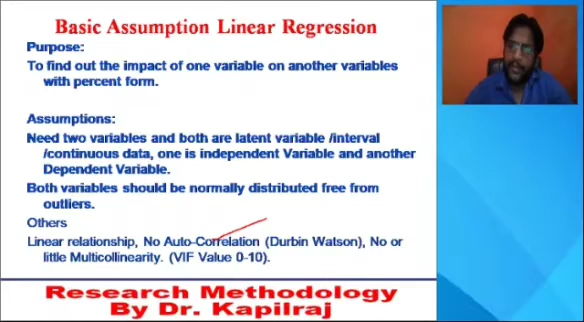 Basic Assumption Linear Regression
Purpose:
To find out the impact of one variable on another variables
with percent form.
Assumptions:
Need two variables and both are latent variable /interval
/continuous data, one is independent Variable and another
Dependent Variable.
Both variables should be normally distributed free from
outliers.
Others
Linear relationship, No Auto-Correlation (Durbin Watson), No or
little Multicollinearity. (VIF Value 0-10).
Research Methodology
By Dr. Kapilraj